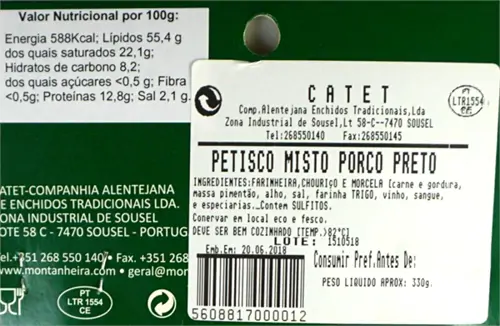 Valor Nutricional por 100g:
Energia 588Kcal; Lípidos 55,4 g
dos quais saturados 22,1g;
Hidratos de carbono 8,2;
dos quais açúcares <0,5 g; Fibra
<0,5g; Proteínas 12,8g; Sal 2,1 g.
CATET
Comp.Alentejana Enchidos Tradicionais,Lda
Zona Industrial de Sousel,Lt 58-C--7470 SOUSEL
Tel:268550140 Fax:268550145
PT
LTR1554
CE
PETISCO MISTO PORCO PRETO
INGREDIENTES:FARINHEIRA,CHOURIÇO E MORCELA (carne e gordura,
massa pimentão, alho, sal, farinha TRIGO, vinho, sangue,
e especiarias..Contem SULFITOS.
Conervar em local eco e fesco.
DEVE SER BEM COZINHADO (TEMP.)82ºC)
LOTE: 1510518
Emb.Em: 20.06.2018
Consumir Pref.Antes De:
PESO LIQUIDO APROX: 330g.
5608817000012
ATET-COMPANHIA ALENTEJANA
E ENCHIDOS TRADICIONAIS LDA.
ONA INDUSTRIAL DE SOUSEL
OTE 58 C - 7470 SOUSEL - PORTUG
el.+351 268 550 140 • Fax +351 268
www.montanheira.com • geral@mon
PT
LTR 1554
CE